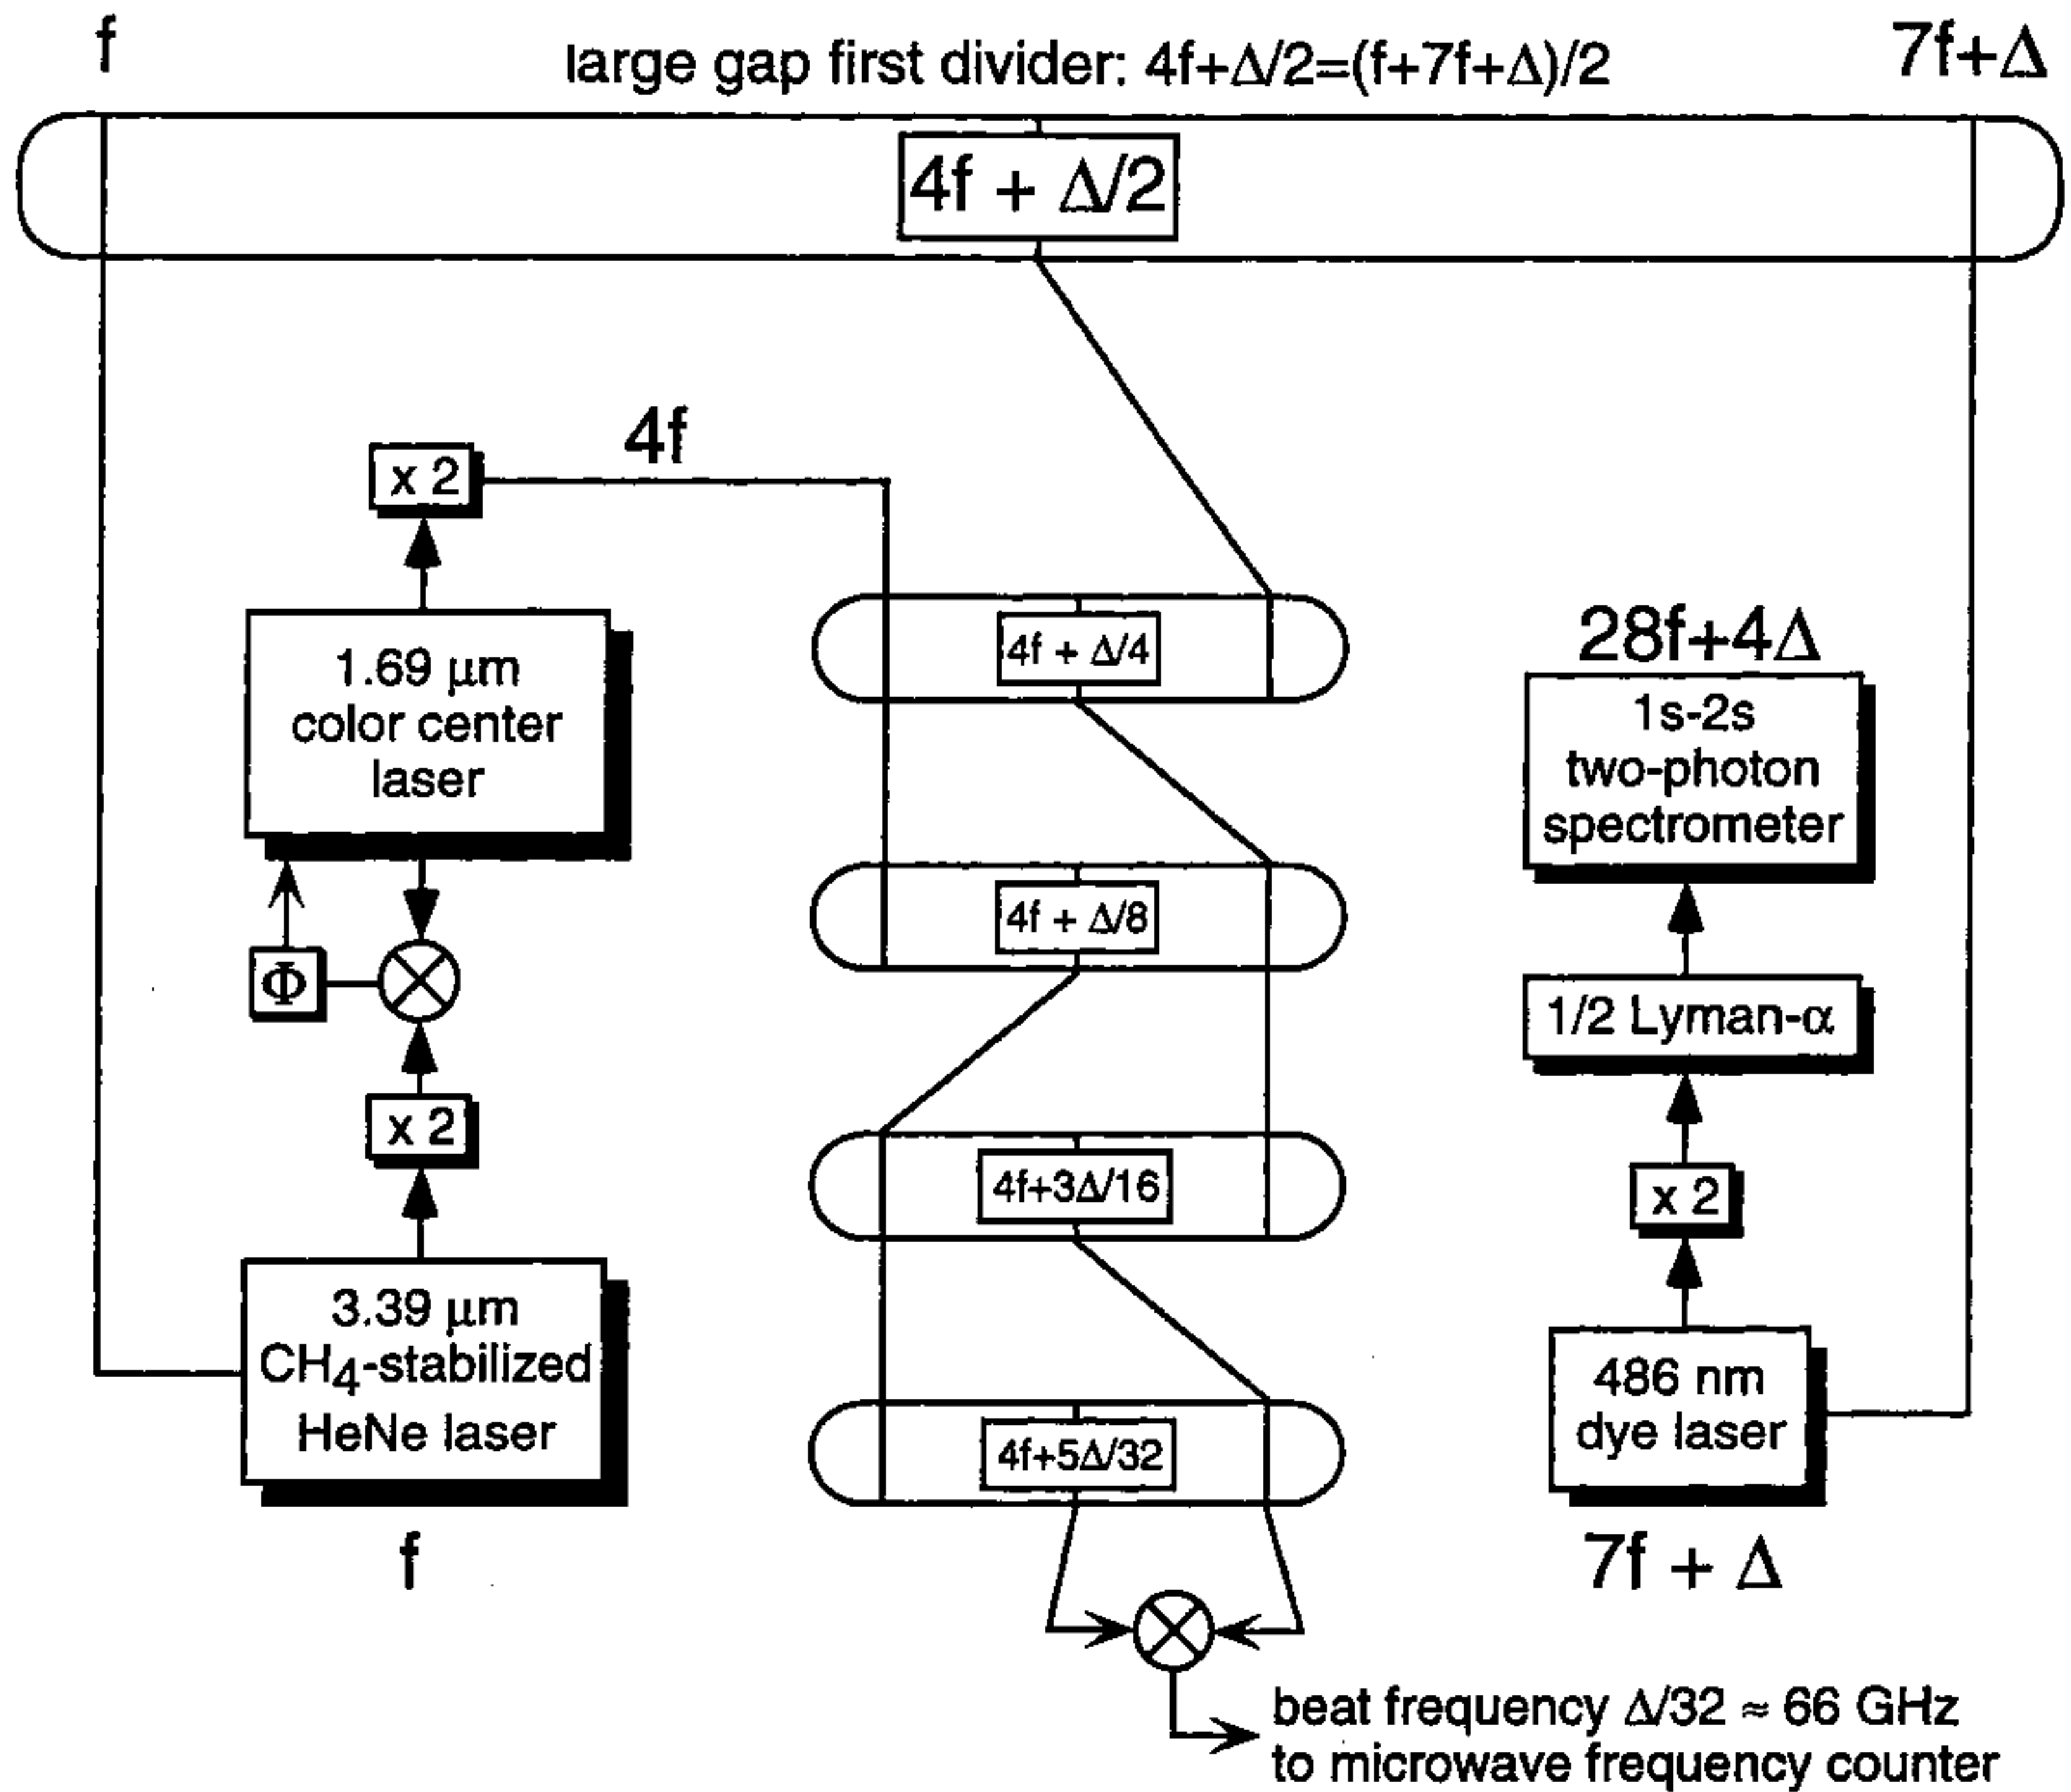 f
large gap first divider: 4f+Δ/2=(f+7f+Δ)/2
7f+Δ
4f + Δ/2
4f
x 2
1.69 μm
color center
laser
Φ
x 2
3.39 μm
CH4-stabilized
HeNe laser
f
4f + Δ/4
4f + Δ/8
4f+3Δ/16
4f+5Δ/32
28f+4Δ
1s-2s
two-photon
spectrometer
1/2 Lyman-α
x 2
486 nm
dye laser
7f + Δ
beat frequency Δ/32 ≈ 66 GHz
to microwave frequency counter